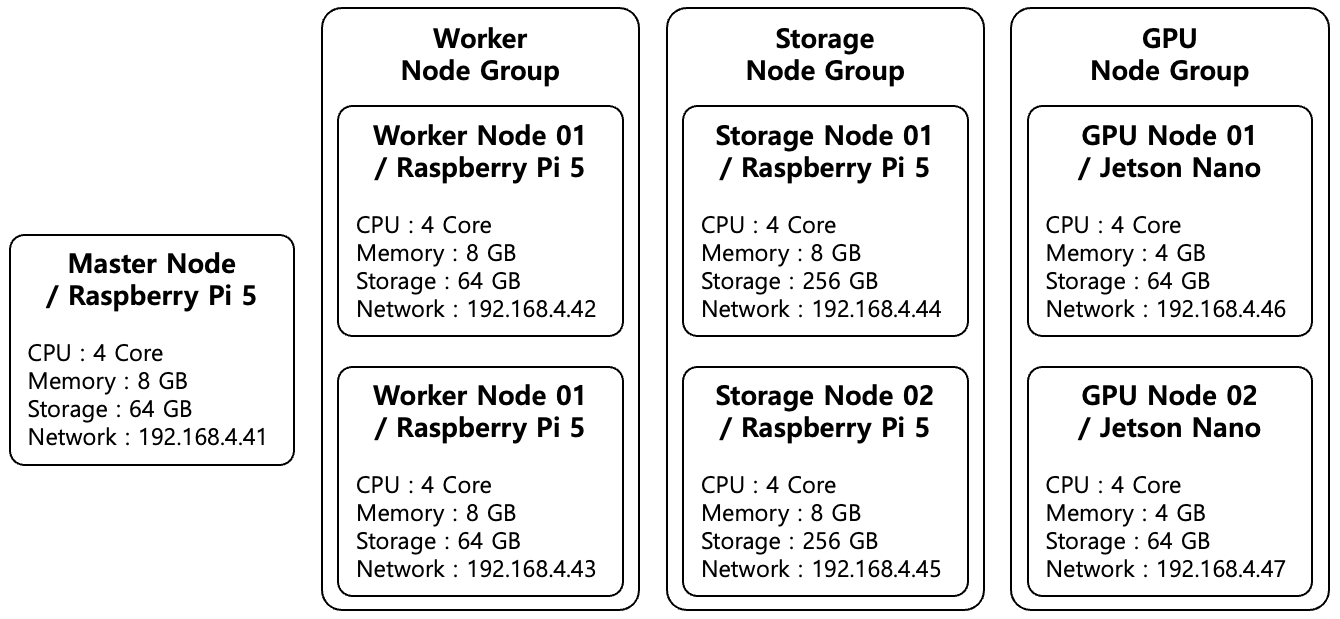 Master Node
/ Raspberry Pi 5
CPU : 4 Core
Memory : 8 GB
Storage : 64 GB
Network : 192.168.4.41
Worker
Node Group
Worker Node 01
/ Raspberry Pi 5
CPU : 4 Core
Memory : 8 GB
Storage : 64 GB
Network : 192.168.4.42
Worker Node 01
/ Raspberry Pi 5
CPU : 4 Core
Memory : 8 GB
Storage : 64 GB
Network : 192.168.4.43
Storage
Node Group
Storage Node 01
/ Raspberry Pi 5
CPU : 4 Core
Memory : 8 GB
Storage : 256 GB
Network : 192.168.4.44
Storage Node 02
/ Raspberry Pi 5
CPU : 4 Core
Memory : 8 GB
Storage : 256 GB
Network : 192.168.4.45
GPU
Node Group
GPU Node 01
/ Jetson Nano
CPU : 4 Core
Memory : 4 GB
Storage : 64 GB
Network : 192.168.4.46
GPU Node 02
/ Jetson Nano
CPU : 4 Core
Memory : 4 GB
Storage : 64 GB
Network : 192.168.4.47